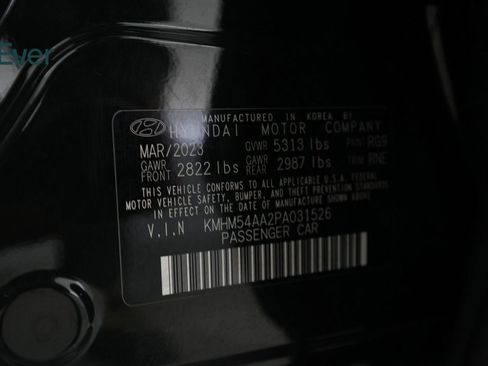 Ever
MANUFACTURED IN KOREA BY
HYUNDAI MOTOR COMPANY
MAR/2023 GVWR 5313 lbs PAINT RG9
GAWR FRONT 2822 lbs GAWR REAR 2987 lbs TRIM RNE
THIS VEHICLE CONFORMS TO ALL APPLICABLE U.S.A. FEDERAL
MOTOR VEHICLE SAFETY, BUMPER, AND THEFT PREVENTION STANDARDS
IN EFFECT ON THE DATE OF MANUFACTURE SHOWN ABOVE.
V.I.N KMHM54AA2PA031526
PASSENGER CAR